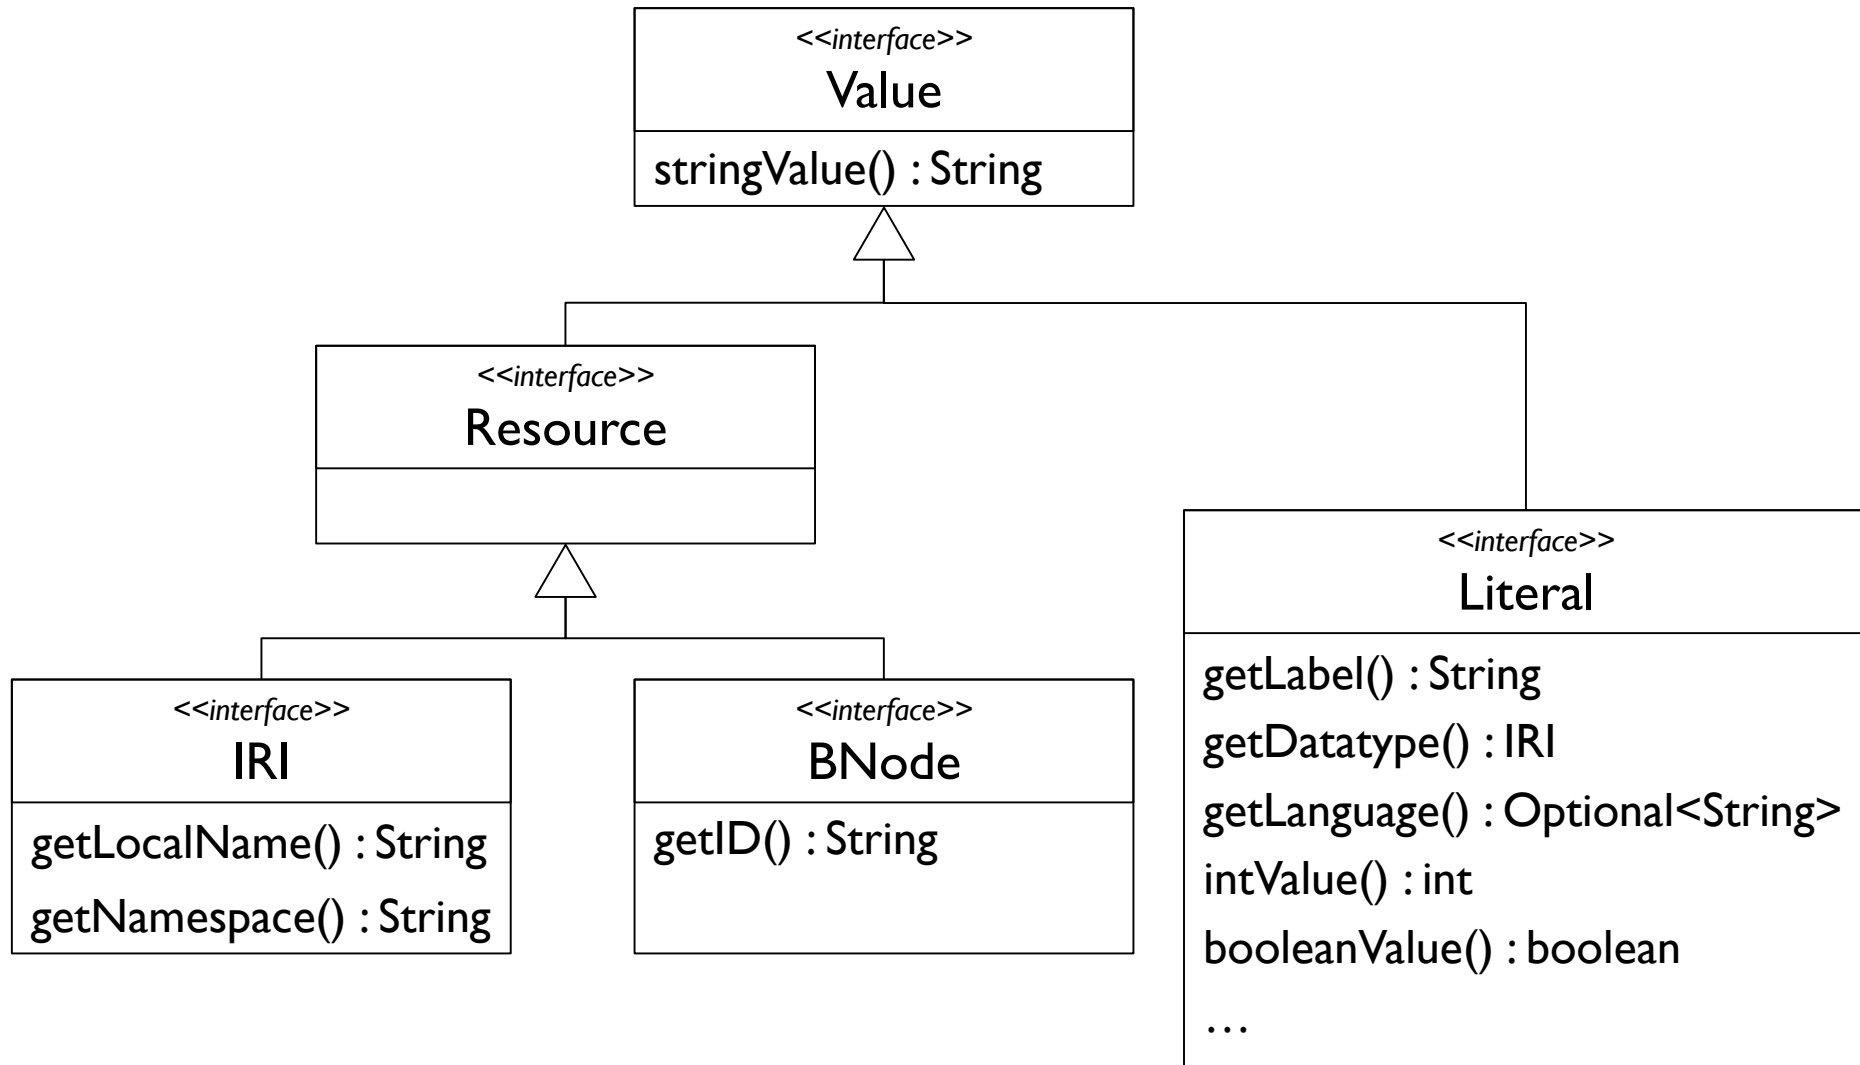 <<interface>>
Value
stringValue() : String
<<interface>>
Resource
<<interface>>
Literal
getLabel() : String
getDatatype() : IRI
getLanguage() : Optional<String>
intValue() : int
booleanValue() : boolean
…
<<interface>>
IRI
getLocalName() : String
getNamespace() : String
<<interface>>
BNode
getID() : String